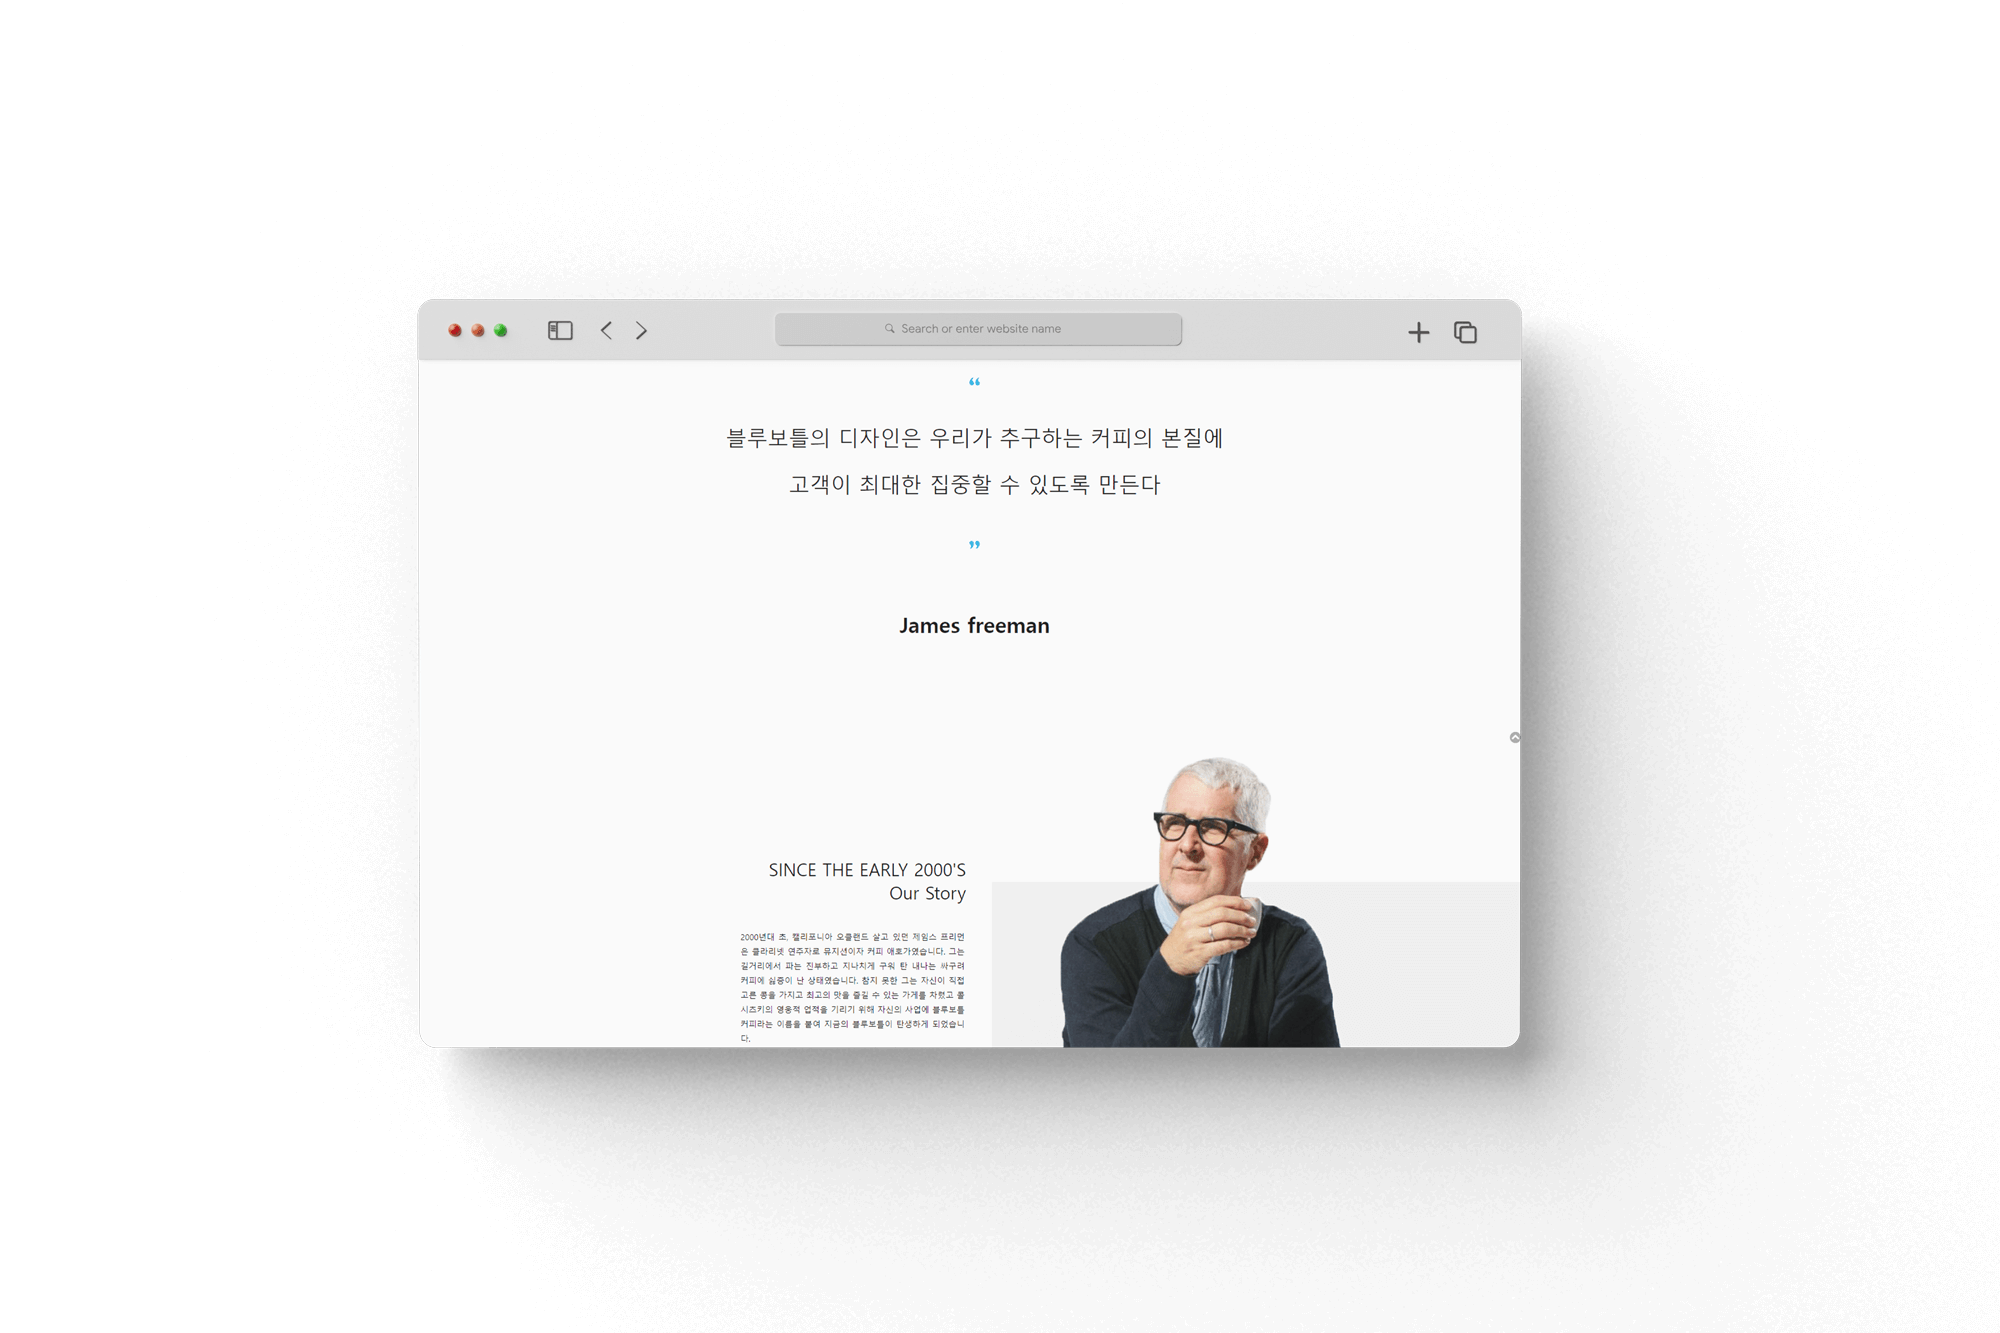 Search or enter website name
“
블루보틀의 디자인은 우리가 추구하는 커피의 본질에
고객이 최대한 집중할 수 있도록 만든다
”
James freeman
SINCE THE EARLY 2000'S
Our Story
2000년대 초, 캘리포니아 오클랜드 살고 있던 제임스 프리먼
은 클라리넷 연주자로 뮤지션이자 커피 애호가였습니다. 그는
길거리에서 파는 진부하고 지나치게 구워 탄 내나는 싸구려
커피에 싫증이 난 상태였습니다. 참지 못한 그는 자신이 직접
고른 콩을 가지고 최고의 맛을 즐길 수 있는 가게를 차렸고 콜
시츠키의 영웅적 업적을 기리기 위해 자신의 사업에 블루보틀
커피라는 이름을 붙여 지금의 블루보틀이 탄생하게 되었습니
다.